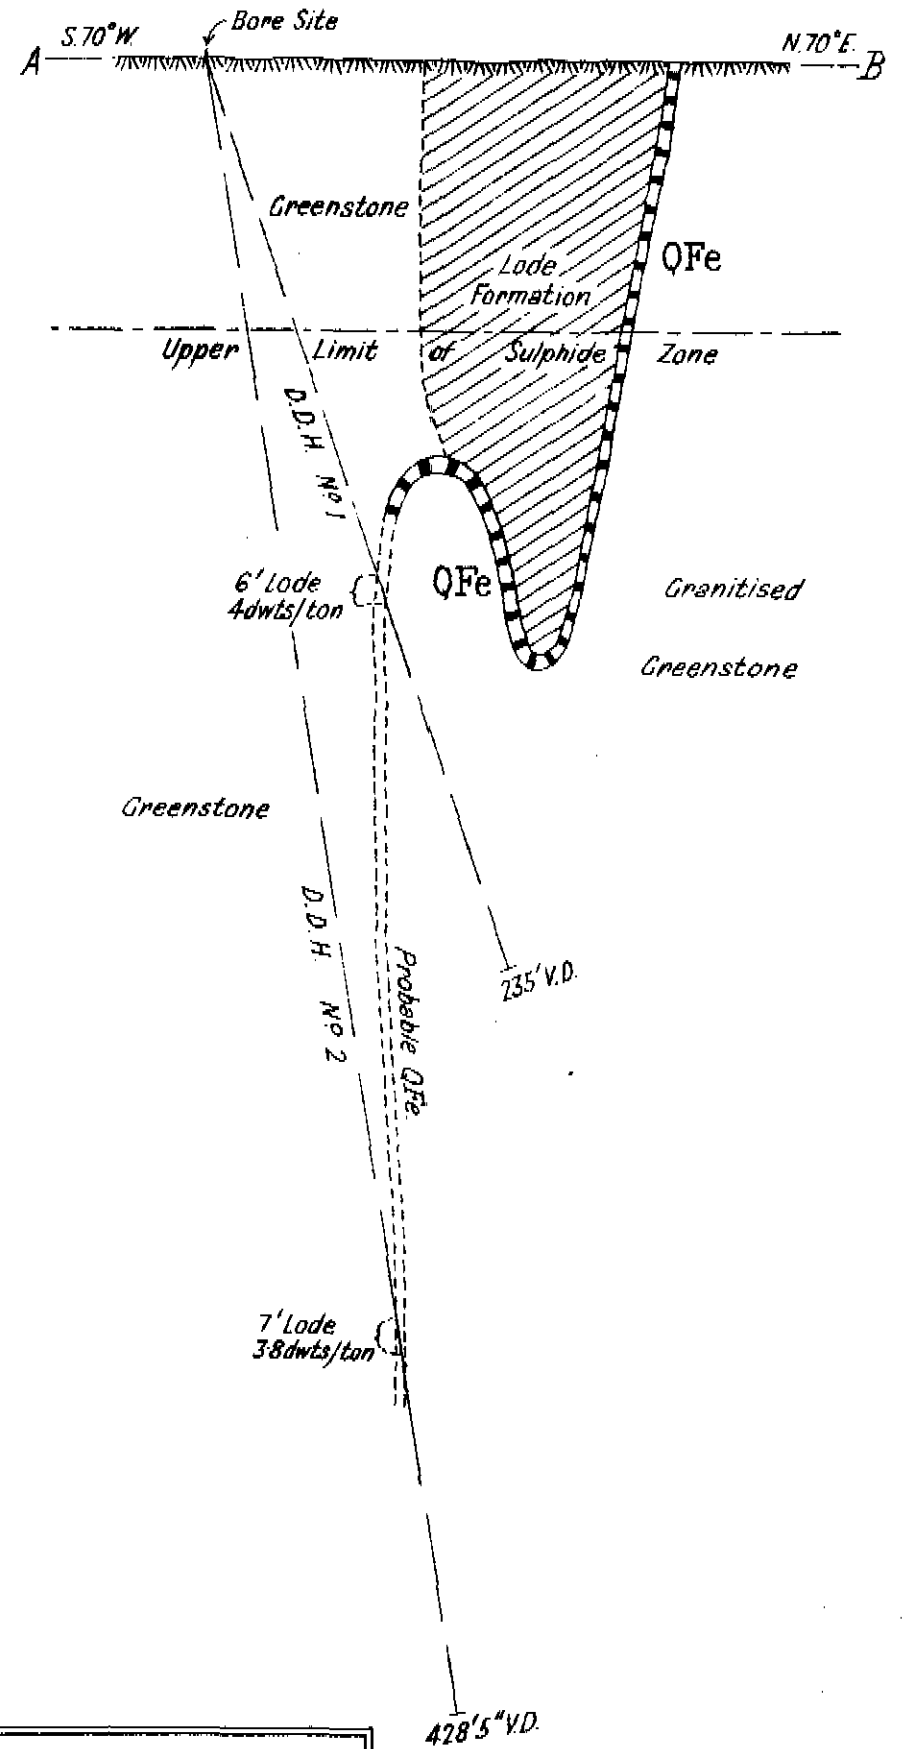 Bore Site
S.70°W.
N.70°E.
A
B
Greenstone
QFe
Lode
Formation
Upper Limit of Sulphide Zone
D.D.H. Nº 1
6' Lode
4dwts/ton
QFe
Granitised
Greenstone
Greenstone
D.D.H. Nº 2
Probable QFe.
235' V.D.
7' Lode
3·8dwts/ton
428'5" V.D.